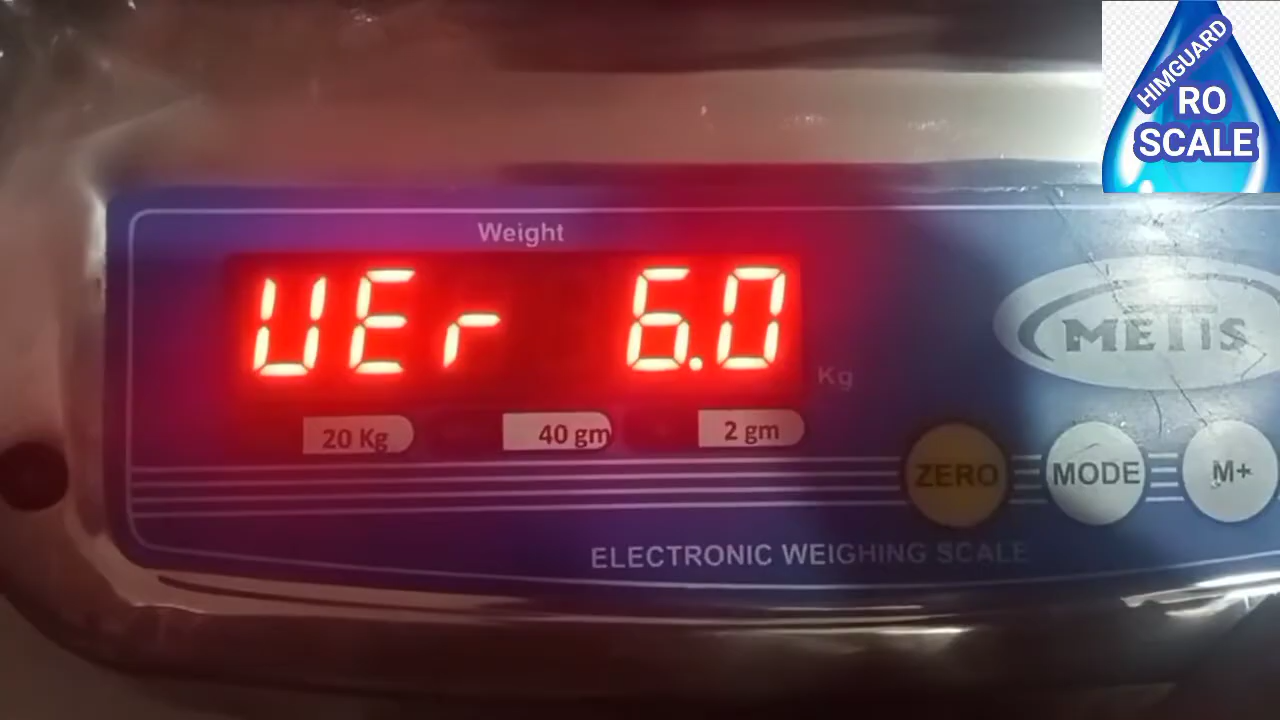 HIMGUARD
RO
SCALE
Weight
UEr 6.0
Kg
METIS
20 Kg 40 gm 2 gm
ZERO MODE M+
ELECTRONIC WEIGHING SCALE